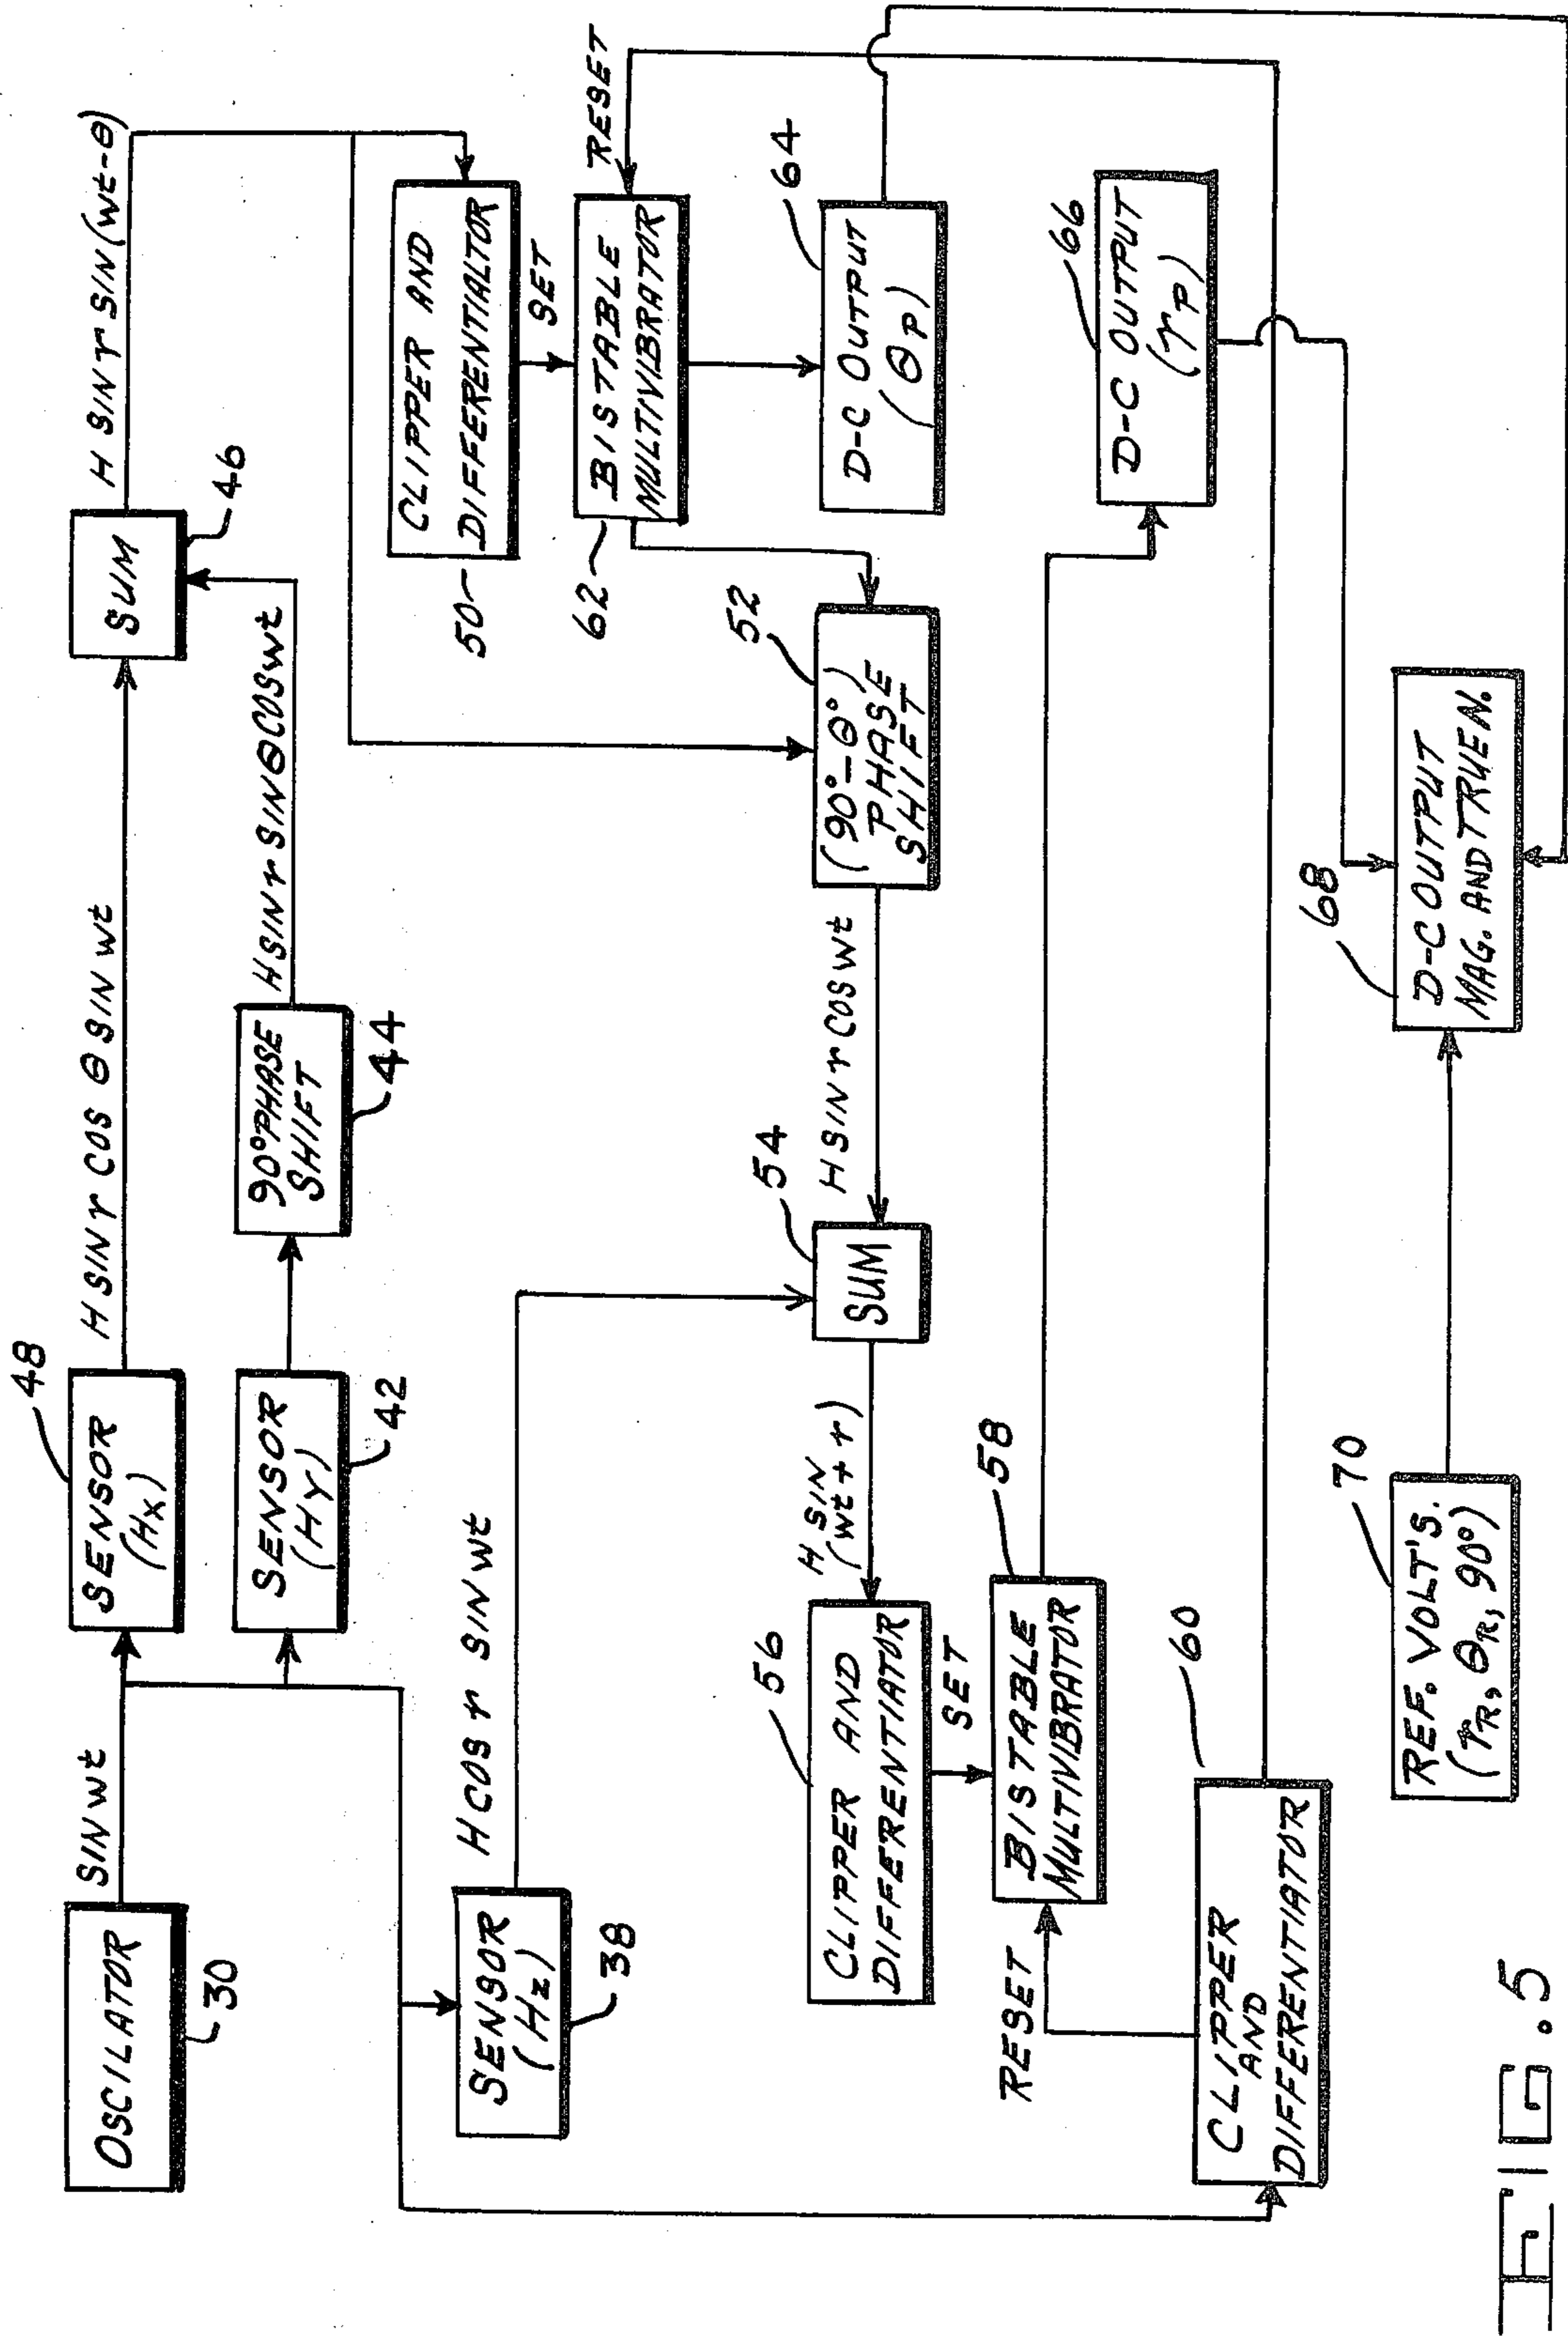 OSCILATOR
30
SIN wt
SENSOR
(Hx)
48
H SIN r COS θ SIN wt
SUM
46
H SIN r SIN (wt-θ)
SENSOR
(HY)
42
90° PHASE
SHIFT
44
H SIN r SIN θ COS wt
SENSOR
(Hz)
38
H COS r SIN wt
CLIPPER AND
DIFFERENTIALTOR
50
SET
BISTABLE
MULTIVIBRATOR
62
RESET
D-C OUTPUT
(θP)
64
(90°-θ°)
PHASE
SHIFT
52
H SIN r COS wt
SUM
54
H SIN
(wt + r)
CLIPPER AND
DIFFERENTIATOR
56
SET
BISTABLE
MULTIVIBRATOR
58
RESET
D-C OUTPUT
(rP)
66
CLIPPER
AND
DIFFERENTIATOR
60
REF. VOLT'S.
(rR, θR, 90°)
70
D-C OUTPUT
MAG. AND TRUE N.
68
FIG. 5